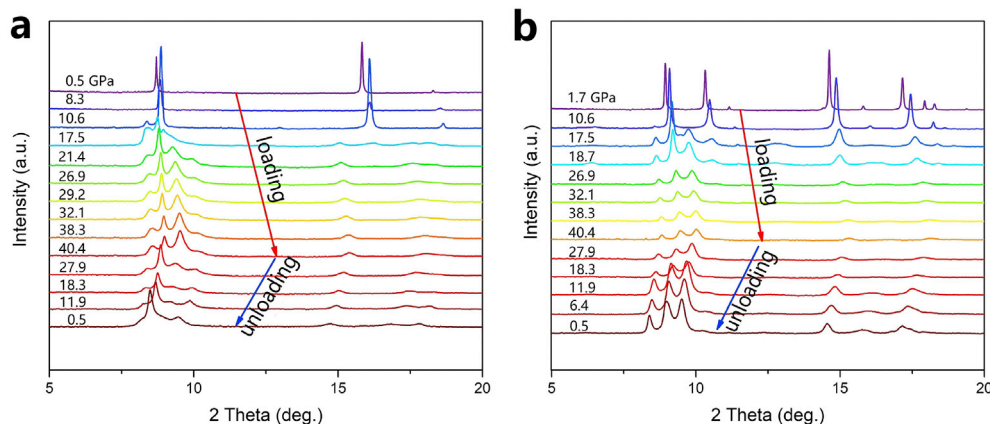 a
Intensity (a.u.)
0.5 GPa
8.3
10.6
17.5
21.4
26.9
29.2
32.1
38.3
40.4
27.9
18.3
11.9
0.5
loading
unloading
5
10
15
20
2 Theta (deg.)
b
Intensity (a.u.)
1.7 GPa
10.6
17.5
18.7
26.9
32.1
38.3
40.4
27.9
18.3
11.9
6.4
0.5
loading
unloading
5
10
15
20
2 Theta (deg.)